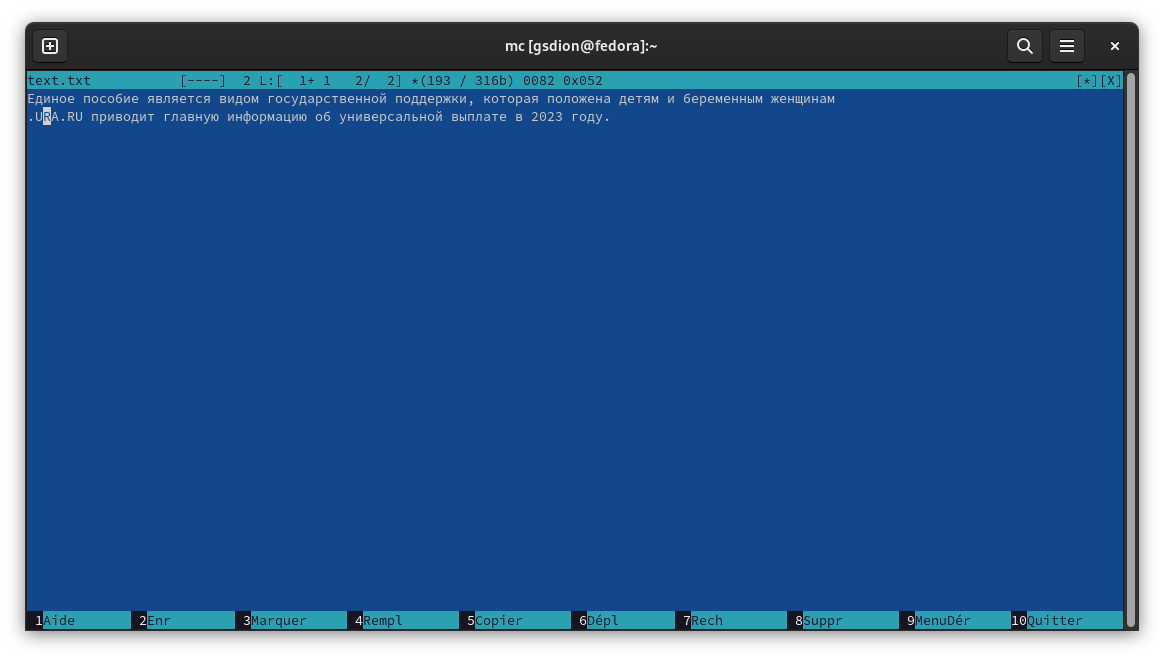 mc [gsdion@fedora]:~
text.txt [----] 2 L:[ 1+ 1 2/ 2] *(193 / 316b) 0082 0x052 [*][X]
Единое пособие является видом государственной поддержки, которая положена детям и беременным женщинам
.URA.RU приводит главную информацию об универсальной выплате в 2023 году.
1Aide 2Enr 3Marquer 4Rempl 5Copier 6Dépl 7Rech 8Suppr 9MenuDér 10Quitter